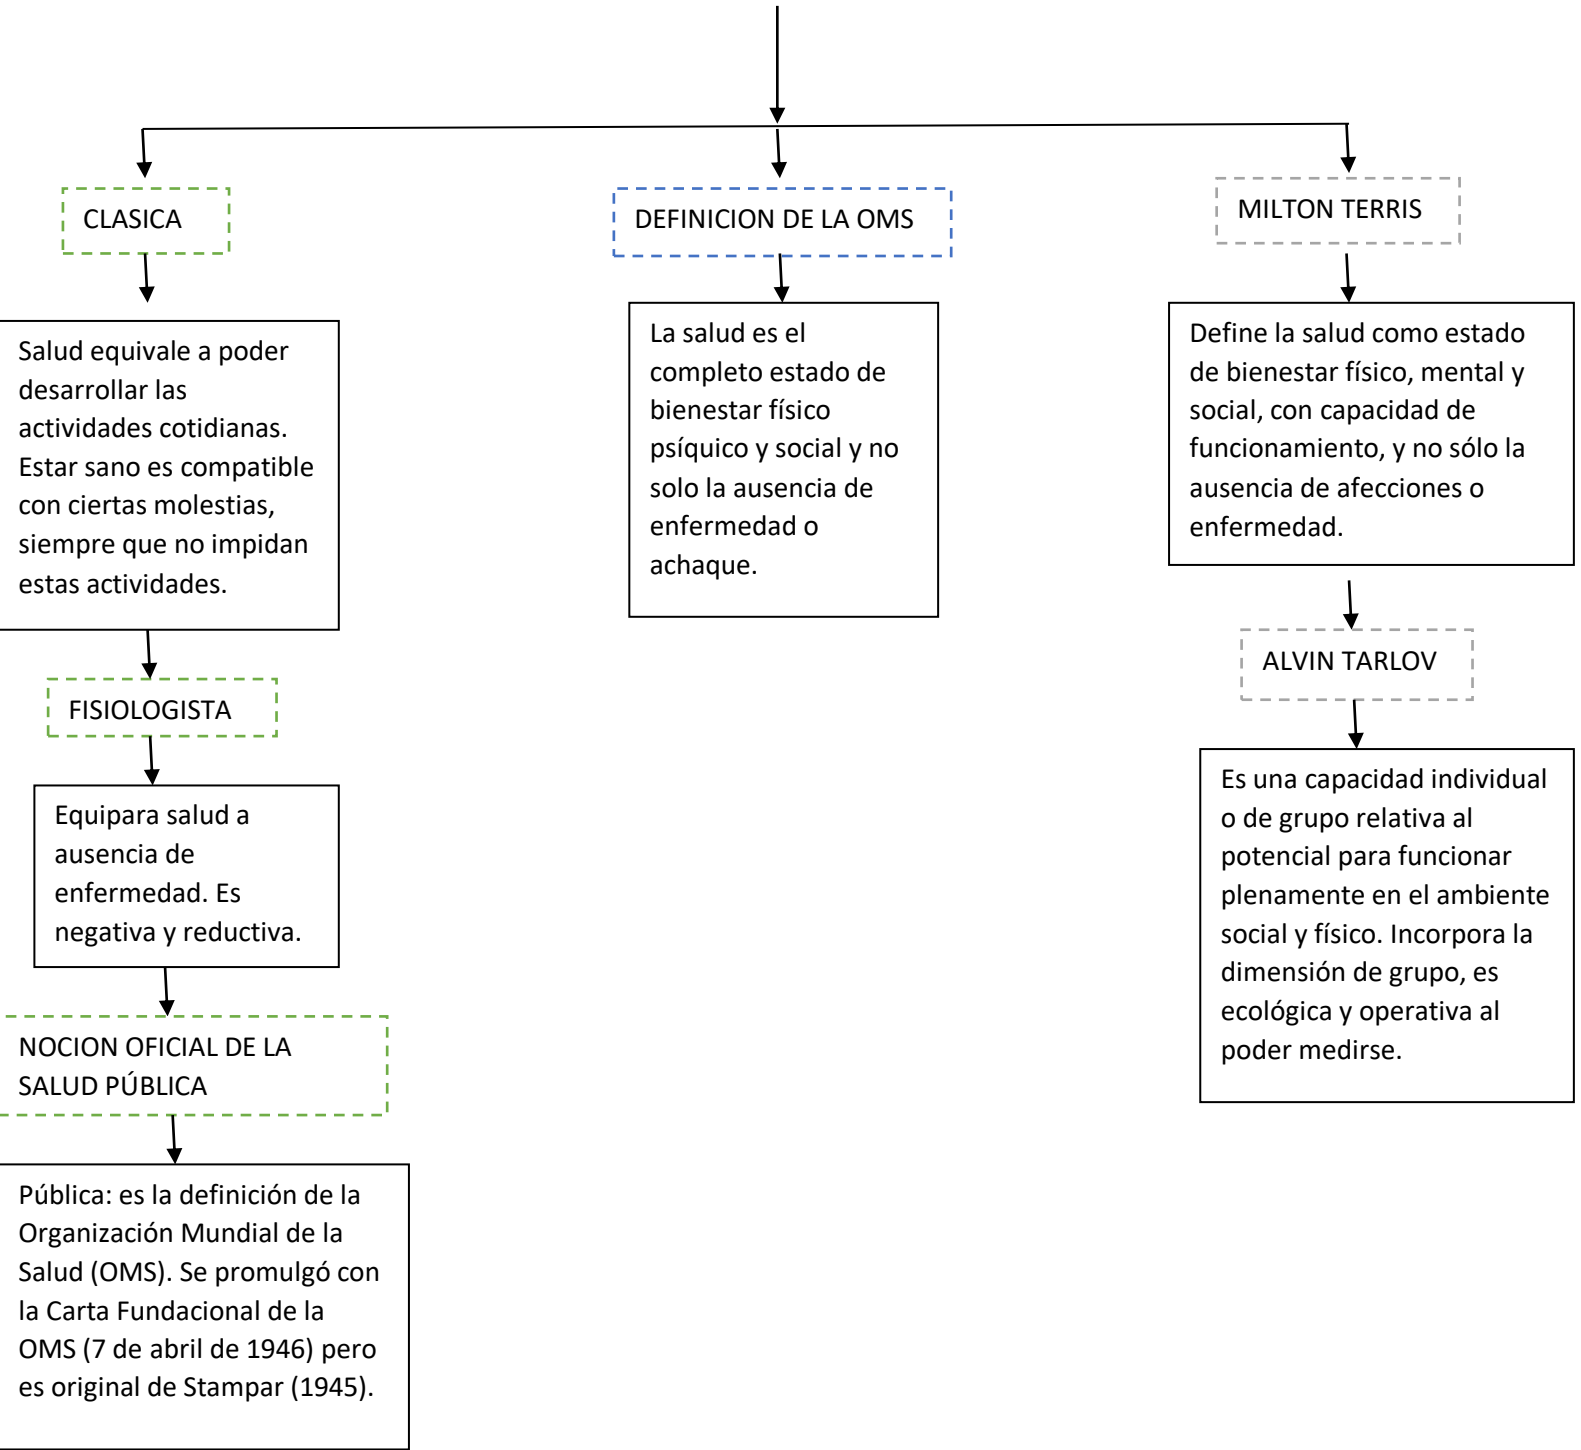 CLASICA
Salud equivale a poder
desarrollar las
actividades cotidianas.
Estar sano es compatible
con ciertas molestias,
siempre que no impidan
estas actividades.
FISIOLOGISTA
Equipara salud a
ausencia de
enfermedad. Es
negativa y reductiva.
NOCION OFICIAL DE LA
SALUD PÚBLICA
Pública: es la definición de la
Organización Mundial de la
Salud (OMS). Se promulgó con
la Carta Fundacional de la
OMS (7 de abril de 1946) pero
es original de Stampar (1945).
DEFINICION DE LA OMS
La salud es el
completo estado de
bienestar físico
psíquico y social y no
solo la ausencia de
enfermedad o
achaque.
MILTON TERRIS
Define la salud como estado
de bienestar físico, mental y
social, con capacidad de
funcionamiento, y no sólo la
ausencia de afecciones o
enfermedad.
ALVIN TARLOV
Es una capacidad individual
o de grupo relativa al
potencial para funcionar
plenamente en el ambiente
social y físico. Incorpora la
dimensión de grupo, es
ecológica y operativa al
poder medirse.